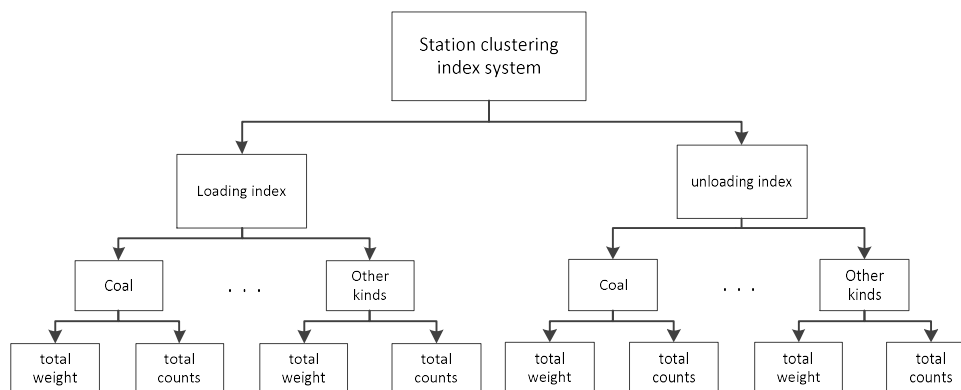 Station clustering
index system
Loading index
unloading index
Coal
. . .
Other
kinds
Coal
. . .
Other
kinds
total
weight
total
counts
total
weight
total
counts
total
weight
total
counts
total
weight
total
counts